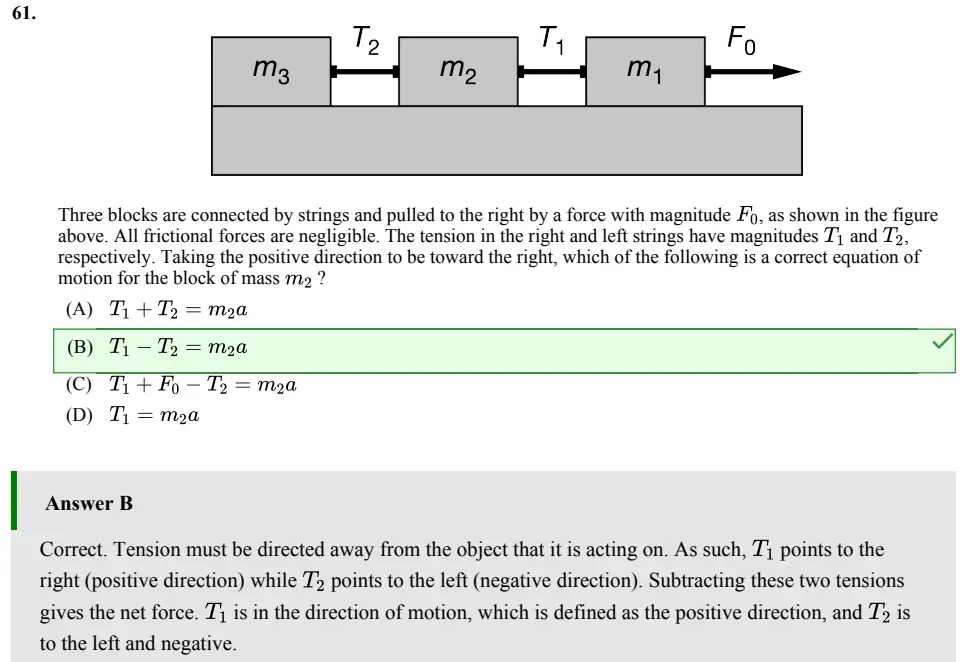 61.
T₂ T₁ F₀
m₃ m₂ m₁
Three blocks are connected by strings and pulled to the right by a force with magnitude F₀, as shown in the figure
above. All frictional forces are negligible. The tension in the right and left strings have magnitudes T₁ and T₂,
respectively. Taking the positive direction to be toward the right, which of the following is a correct equation of
motion for the block of mass m₂ ?
(A) T₁ + T₂ = m₂a
(B) T₁ − T₂ = m₂a
(C) T₁ + F₀ − T₂ = m₂a
(D) T₁ = m₂a
Answer B
Correct. Tension must be directed away from the object that it is acting on. As such, T₁ points to the
right (positive direction) while T₂ points to the left (negative direction). Subtracting these two tensions
gives the net force. T₁ is in the direction of motion, which is defined as the positive direction, and T₂ is
to the left and negative.